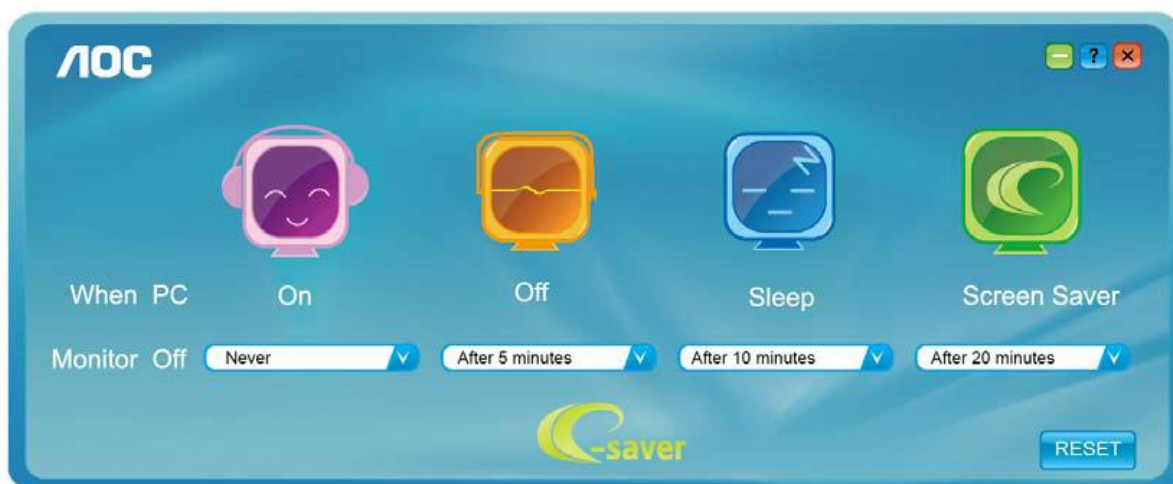 AOC
?
When PC On Off Sleep Screen Saver
Monitor Off Never After 5 minutes After 10 minutes After 20 minutes
e-saver
RESET